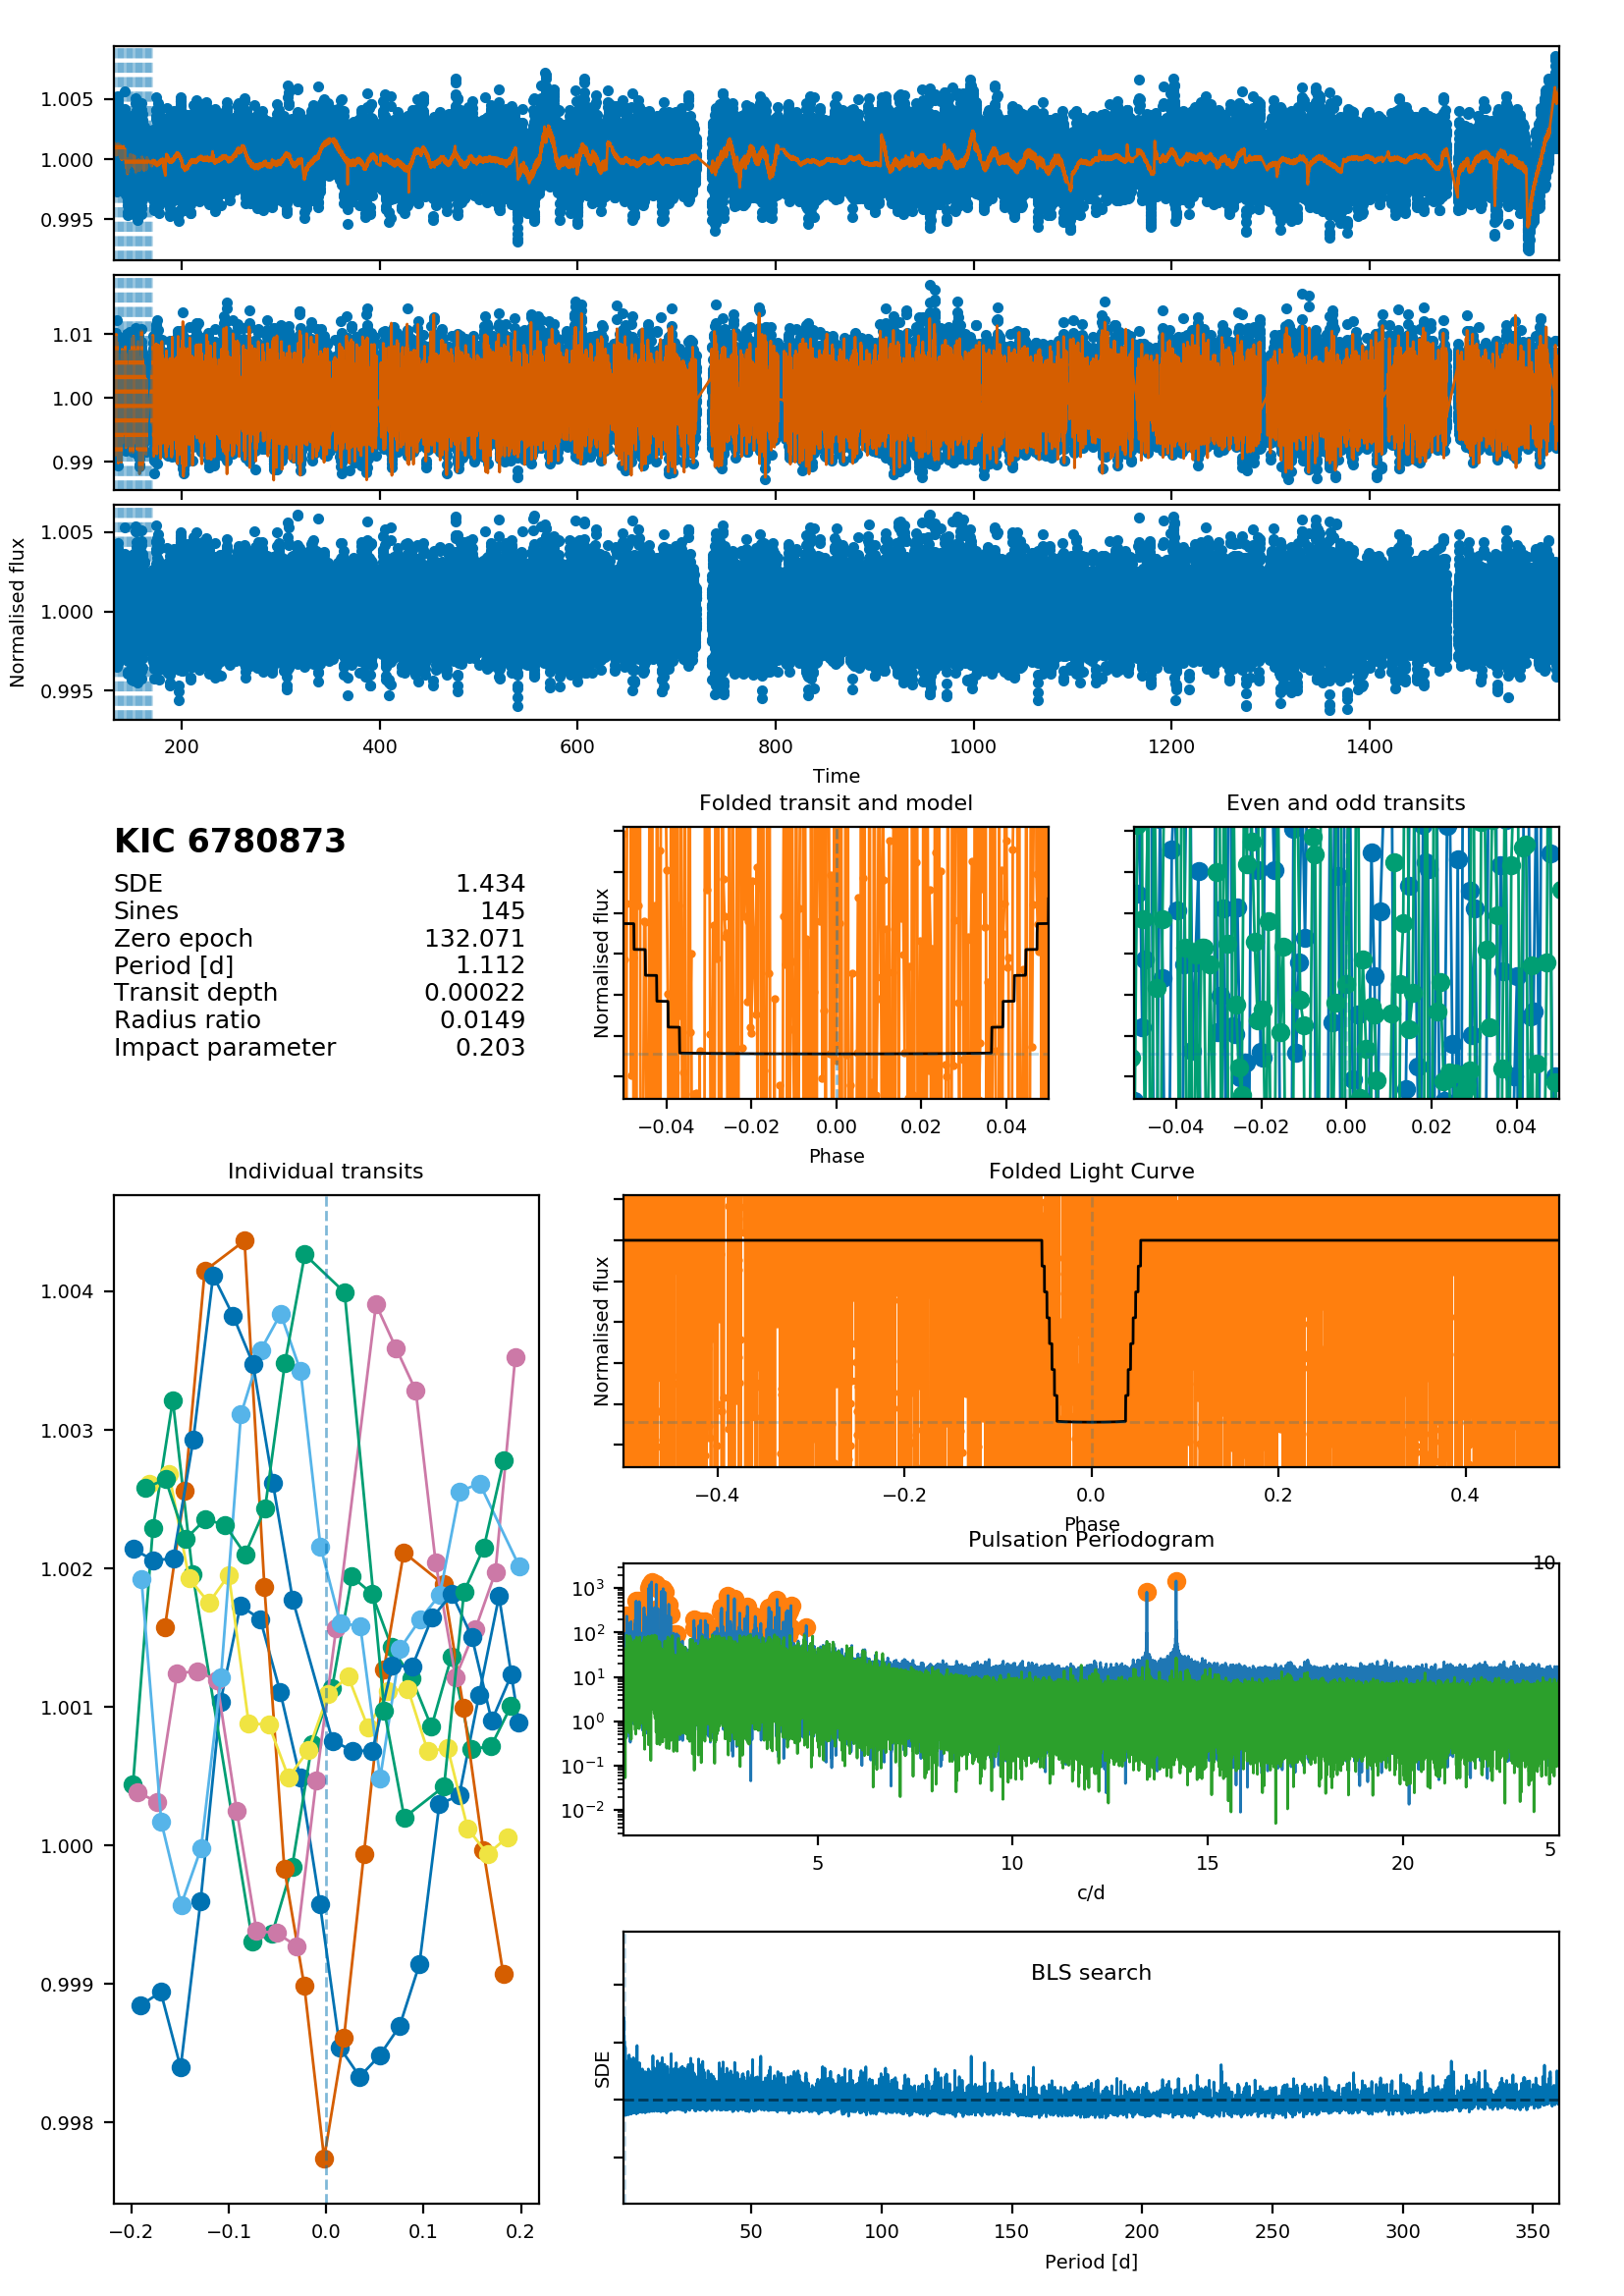 1.005
1.000
0.995
1.01
1.00
0.99
1.005
1.000
0.995
Normalised flux
200 400 600 800 1000 1200 1400
Time
KIC 6780873
SDE 1.434
Sines 145
Zero epoch 132.071
Period [d] 1.112
Transit depth 0.00022
Radius ratio 0.0149
Impact parameter 0.203
Folded transit and model
Normalised flux
−0.04 −0.02 0.00 0.02 0.04
Phase
Even and odd transits
−0.04 −0.02 0.00 0.02 0.04
Individual transits
1.004
1.003
1.002
1.001
1.000
0.999
0.998
−0.2 −0.1 0.0 0.1 0.2
Folded Light Curve
Normalised flux
−0.4 −0.2 0.0 0.2 0.4
Phase
Pulsation Periodogram
10
10³
10²
10¹
10⁰
10⁻¹
10⁻²
5 10 15 20
5
c/d
BLS search
SDE
50 100 150 200 250 300 350
Period [d]